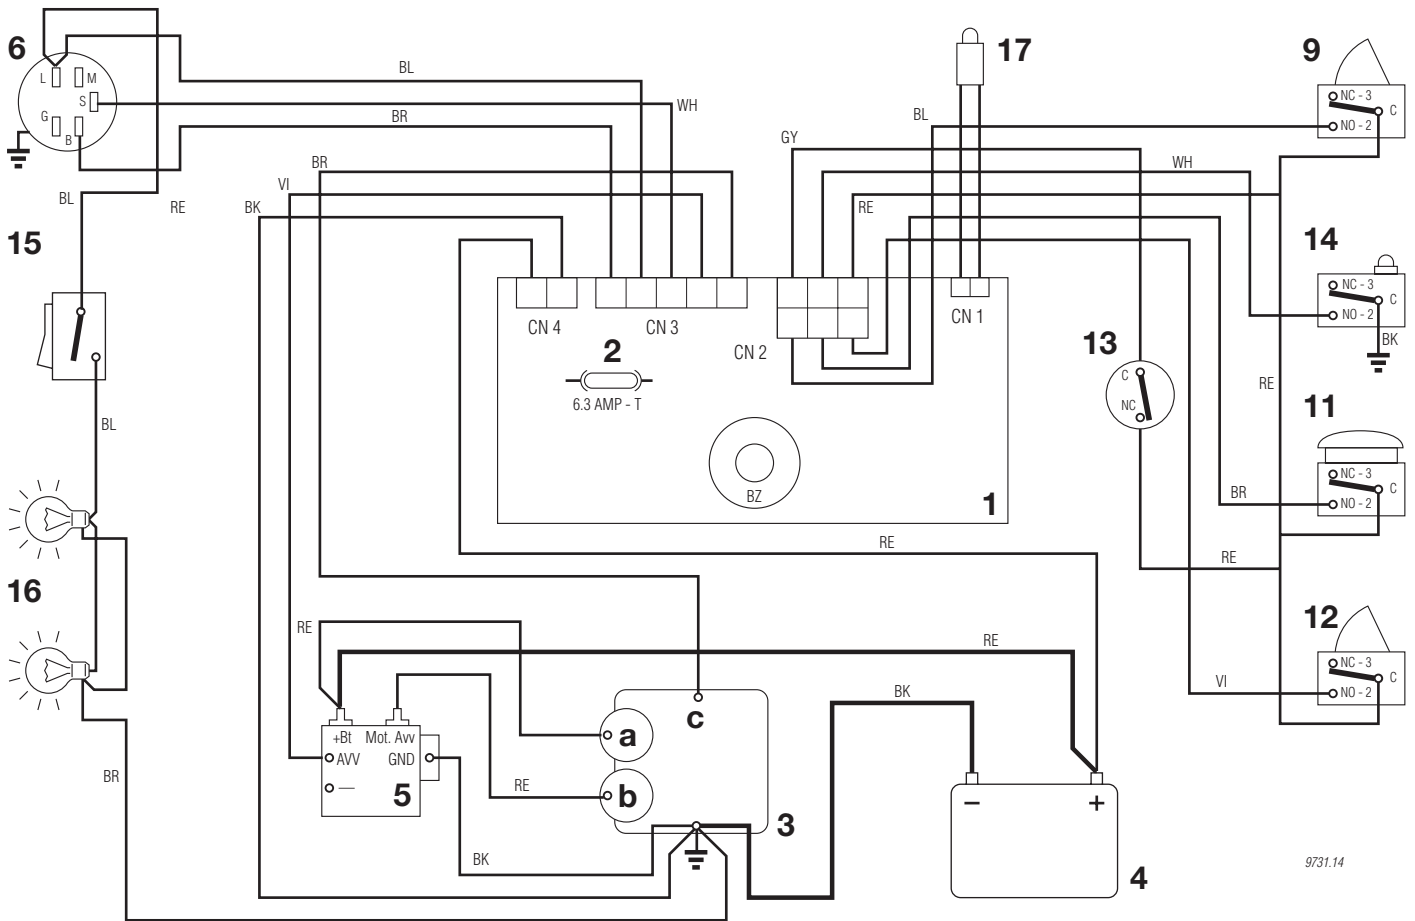 6
17
9
L
M
S
G
B
BL
WH
BR
BR
VI
BK
BL
RE
GY
BL
WH
RE
NC - 3
C
NO - 2
15
14
NC - 3
C
NO - 2
BK
CN 4
CN 3
CN 2
CN 1
2
6.3 AMP - T
13
C
NC
RE
11
BL
BZ
1
NC - 3
C
NO - 2
BR
RE
RE
16
RE
RE
12
NC - 3
C
NO - 2
VI
BK
c
a
b
+Bt
Mot. Avv
AVV
GND
—
5
RE
BR
3
BK
−
+
4
9731.14